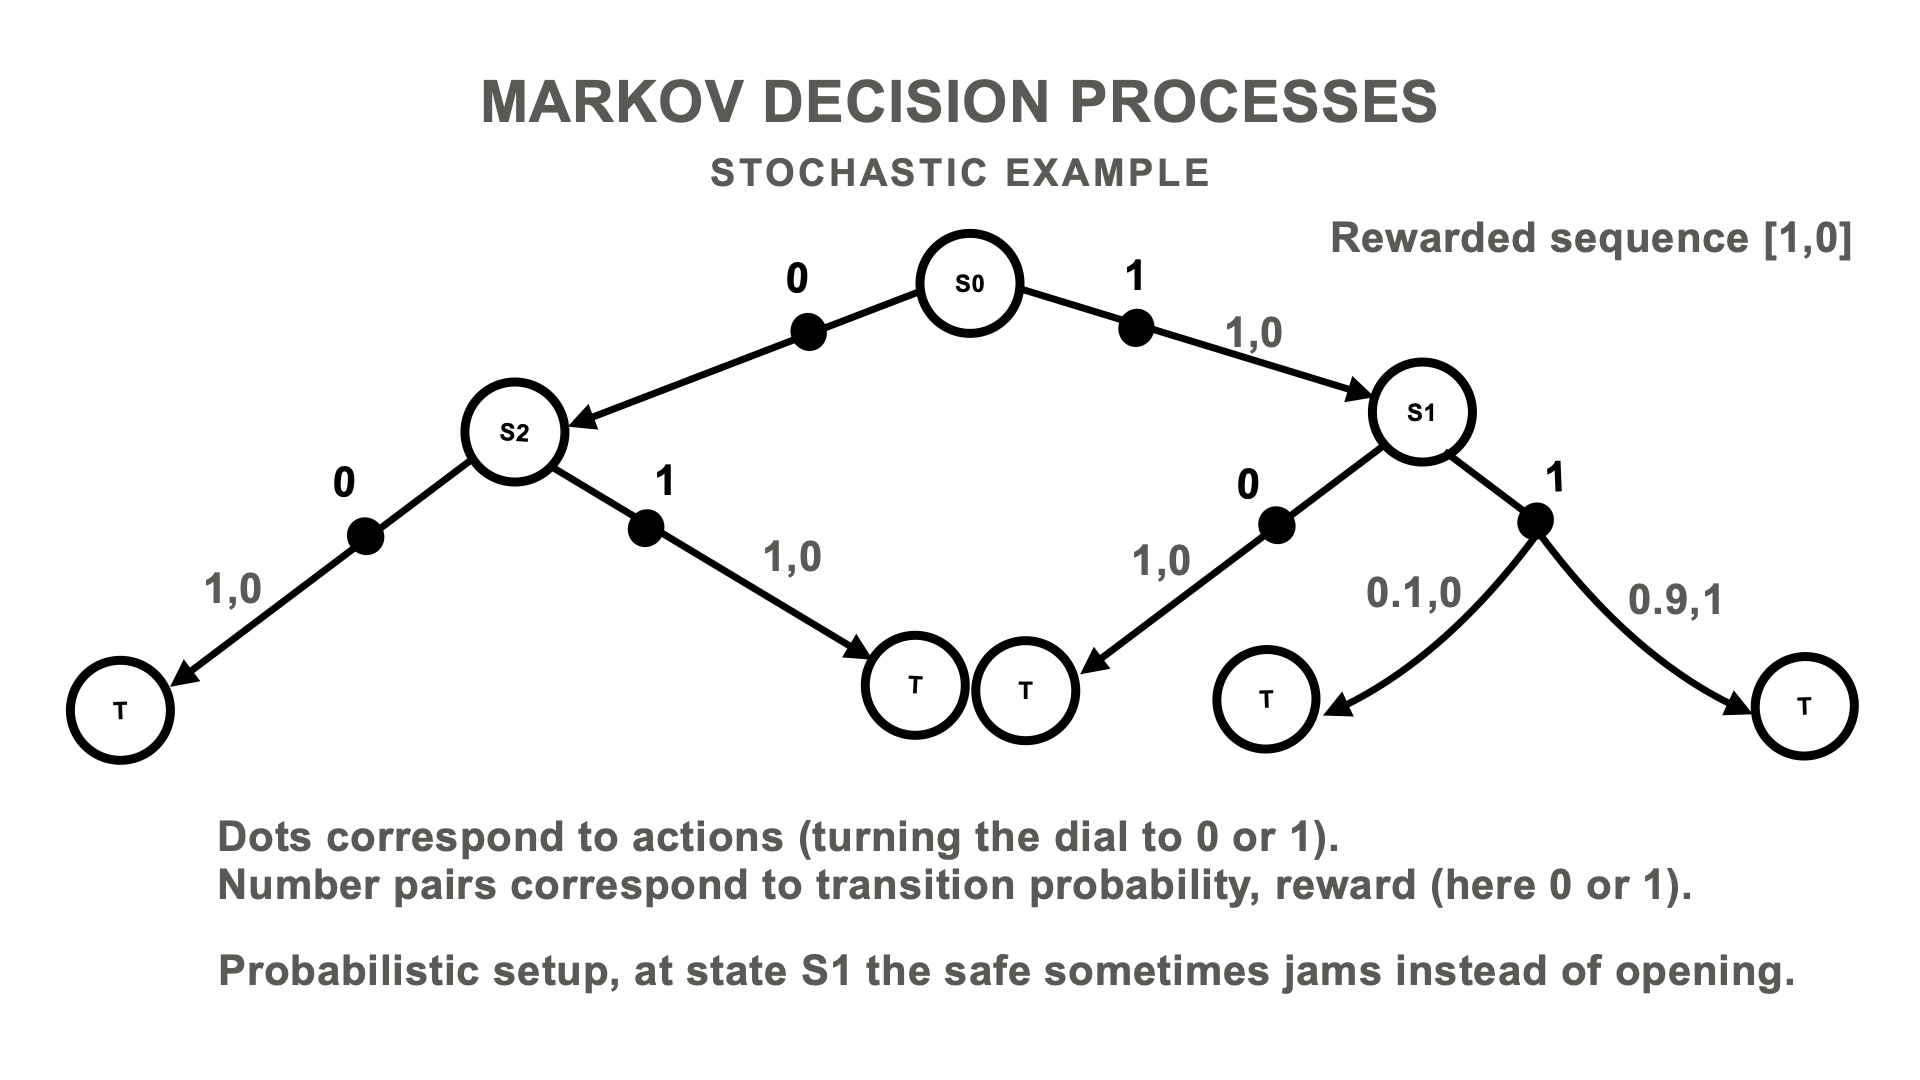 MARKOV DECISION PROCESSES
STOCHASTIC EXAMPLE
Rewarded sequence [1,0]
S0
0
1
1,0
S1
S2
0
1
0
1
1,0
1,0
1,0
0.1,0
0.9,1
T
T
T
T
T
Dots correspond to actions (turning the dial to 0 or 1).
Number pairs correspond to transition probability, reward (here 0 or 1).
Probabilistic setup, at state S1 the safe sometimes jams instead of opening.